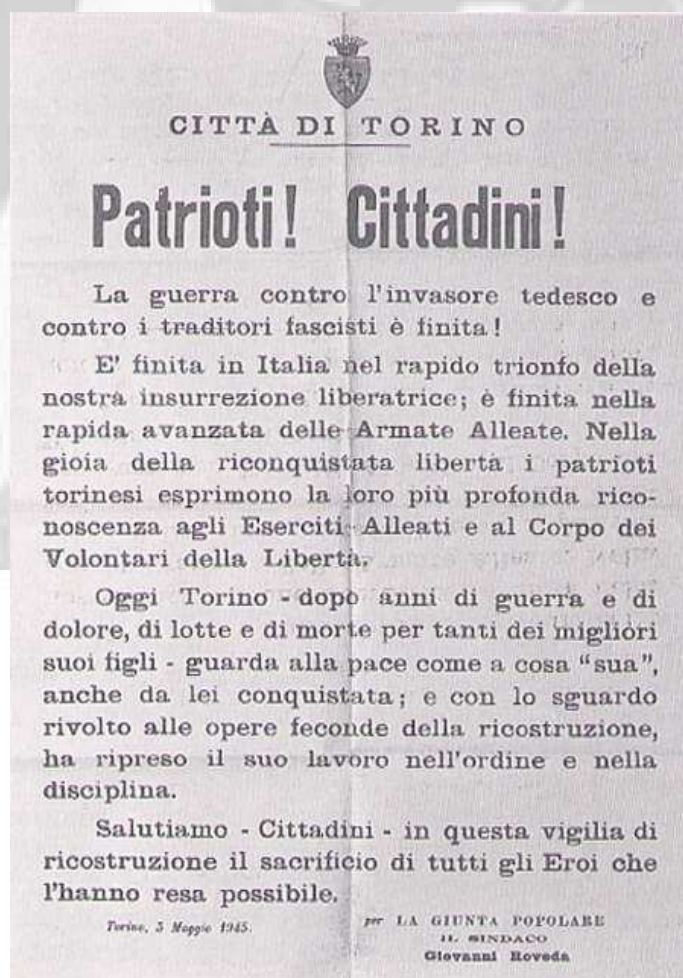 CITTÀ DI TORINO
Patrioti! Cittadini!
La guerra contro l'invasore tedesco e
contro i traditori fascisti è finita!
E' finita in Italia nel rapido trionfo della
nostra insurrezione liberatrice; è finita nella
rapida avanzata delle Armate Alleate. Nella
gioia della riconquistata libertà i patrioti
torinesi esprimono la loro più profonda rico-
noscenza agli Eserciti Alleati e al Corpo dei
Volontari della Libertà.
Oggi Torino - dopo anni di guerra e di
dolore, di lotte e di morte per tanti dei migliori
suoi figli - guarda alla pace come a cosa "sua",
anche da lei conquistata; e con lo sguardo
rivolto alle opere feconde della ricostruzione,
ha ripreso il suo lavoro nell'ordine e nella
disciplina.
Salutiamo - Cittadini - in questa vigilia di
ricostruzione il sacrificio di tutti gli Eroi che
l'hanno resa possibile.
Torino, 3 Maggio 1945.
per LA GIUNTA POPOLARE
IL SINDACO
Giovanni Roveda